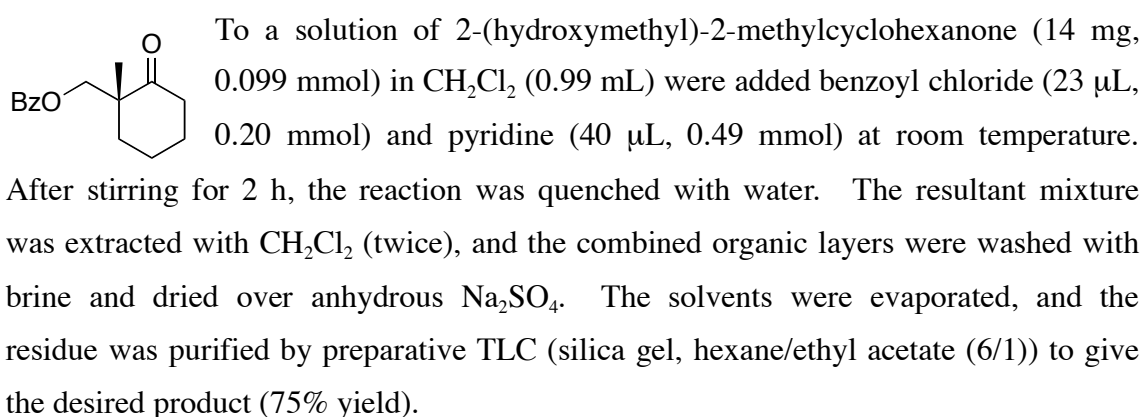 O
BzO
To a solution of 2-(hydroxymethyl)-2-methylcyclohexanone (14 mg,
0.099 mmol) in CH₂Cl₂ (0.99 mL) were added benzoyl chloride (23 μL,
0.20 mmol) and pyridine (40 μL, 0.49 mmol) at room temperature.
After stirring for 2 h, the reaction was quenched with water. The resultant mixture
was extracted with CH₂Cl₂ (twice), and the combined organic layers were washed with
brine and dried over anhydrous Na₂SO₄. The solvents were evaporated, and the
residue was purified by preparative TLC (silica gel, hexane/ethyl acetate (6/1)) to give
the desired product (75% yield).